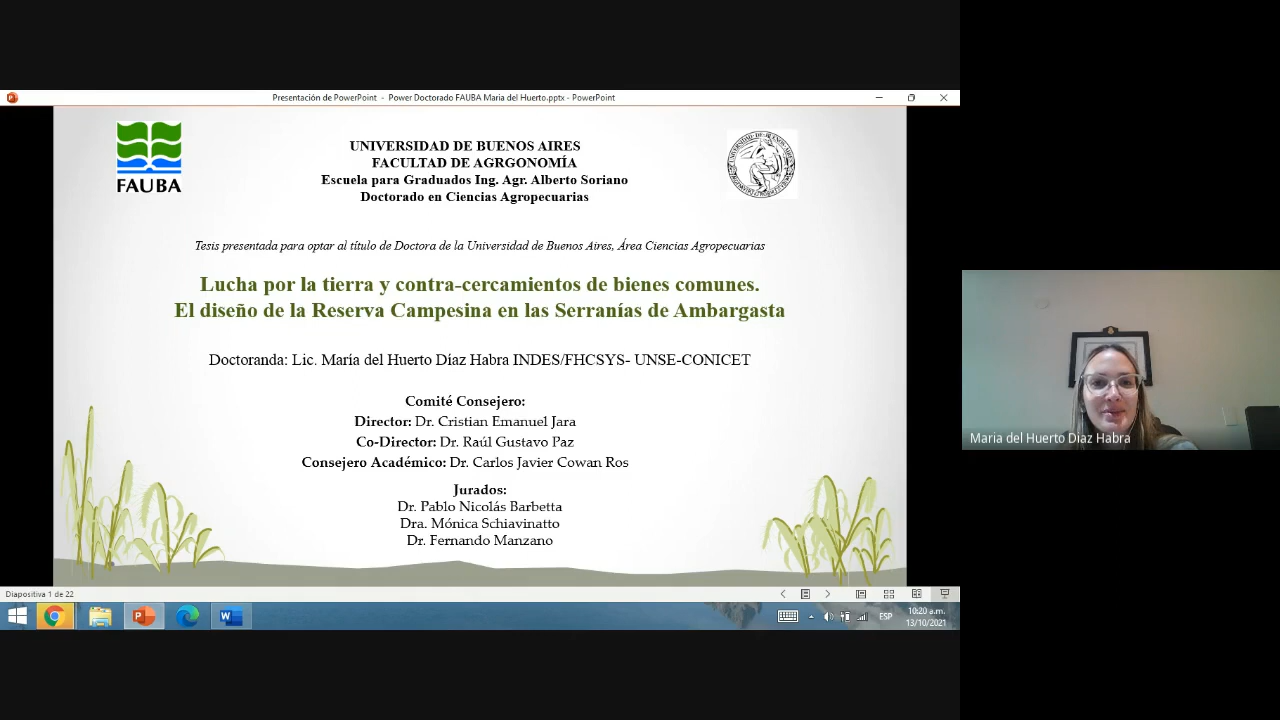 Presentación de PowerPoint - Power Doctorado FAUBA Maria del Huerto.pptx - PowerPoint
FAUBA
UNIVERSIDAD DE BUENOS AIRES
FACULTAD DE AGRGONOMÍA
Escuela para Graduados Ing. Agr. Alberto Soriano
Doctorado en Ciencias Agropecuarias
Tesis presentada para optar al título de Doctora de la Universidad de Buenos Aires, Área Ciencias Agropecuarias
Lucha por la tierra y contra-cercamientos de bienes comunes.
El diseño de la Reserva Campesina en las Serranías de Ambargasta
Doctoranda: Lic. María del Huerto Díaz Habra INDES/FHCSYS- UNSE-CONICET
Comité Consejero:
Director: Dr. Cristian Emanuel Jara
Co-Director: Dr. Raúl Gustavo Paz
Consejero Académico: Dr. Carlos Javier Cowan Ros
Jurados:
Dr. Pablo Nicolás Barbetta
Dra. Mónica Schiavinatto
Dr. Fernando Manzano
Maria del Huerto Diaz Habra
Diapositiva 1 de 22
ESP
10:20 a.m.
13/10/2021